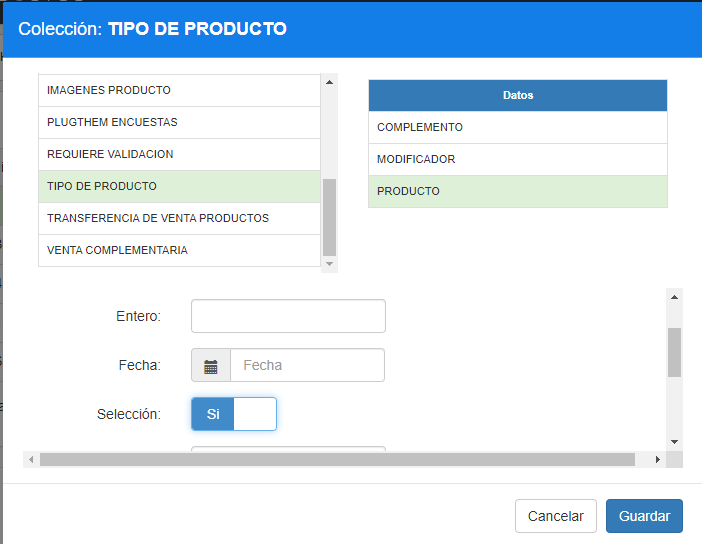 Colección: TIPO DE PRODUCTO
IMAGENES PRODUCTO
PLUGTHEM ENCUESTAS
REQUIERE VALIDACION
TIPO DE PRODUCTO
TRANSFERENCIA DE VENTA PRODUCTOS
VENTA COMPLEMENTARIA
Datos
COMPLEMENTO
MODIFICADOR
PRODUCTO
Entero:
Fecha:
Fecha
Selección:
Si
Cancelar
Guardar